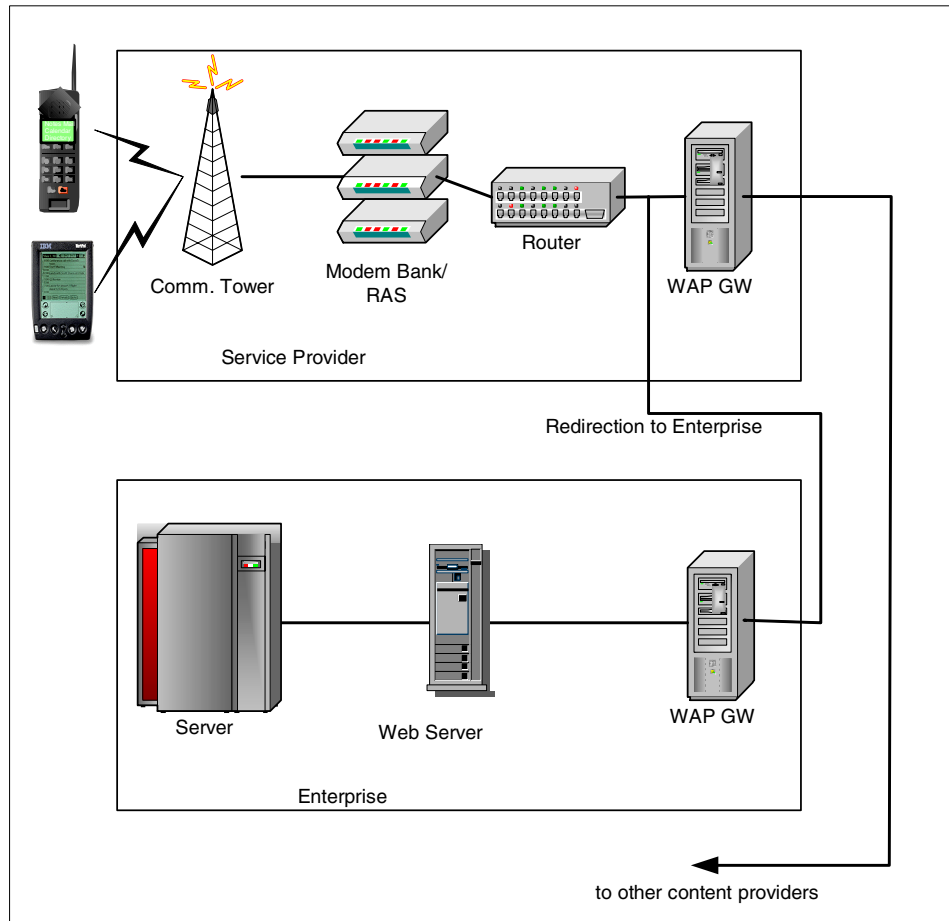 Comm. Tower
Modem Bank/
RAS
Router
WAP GW
Service Provider
Redirection to Enterprise
IBM
Server
Web Server
WAP GW
Enterprise
to other content providers